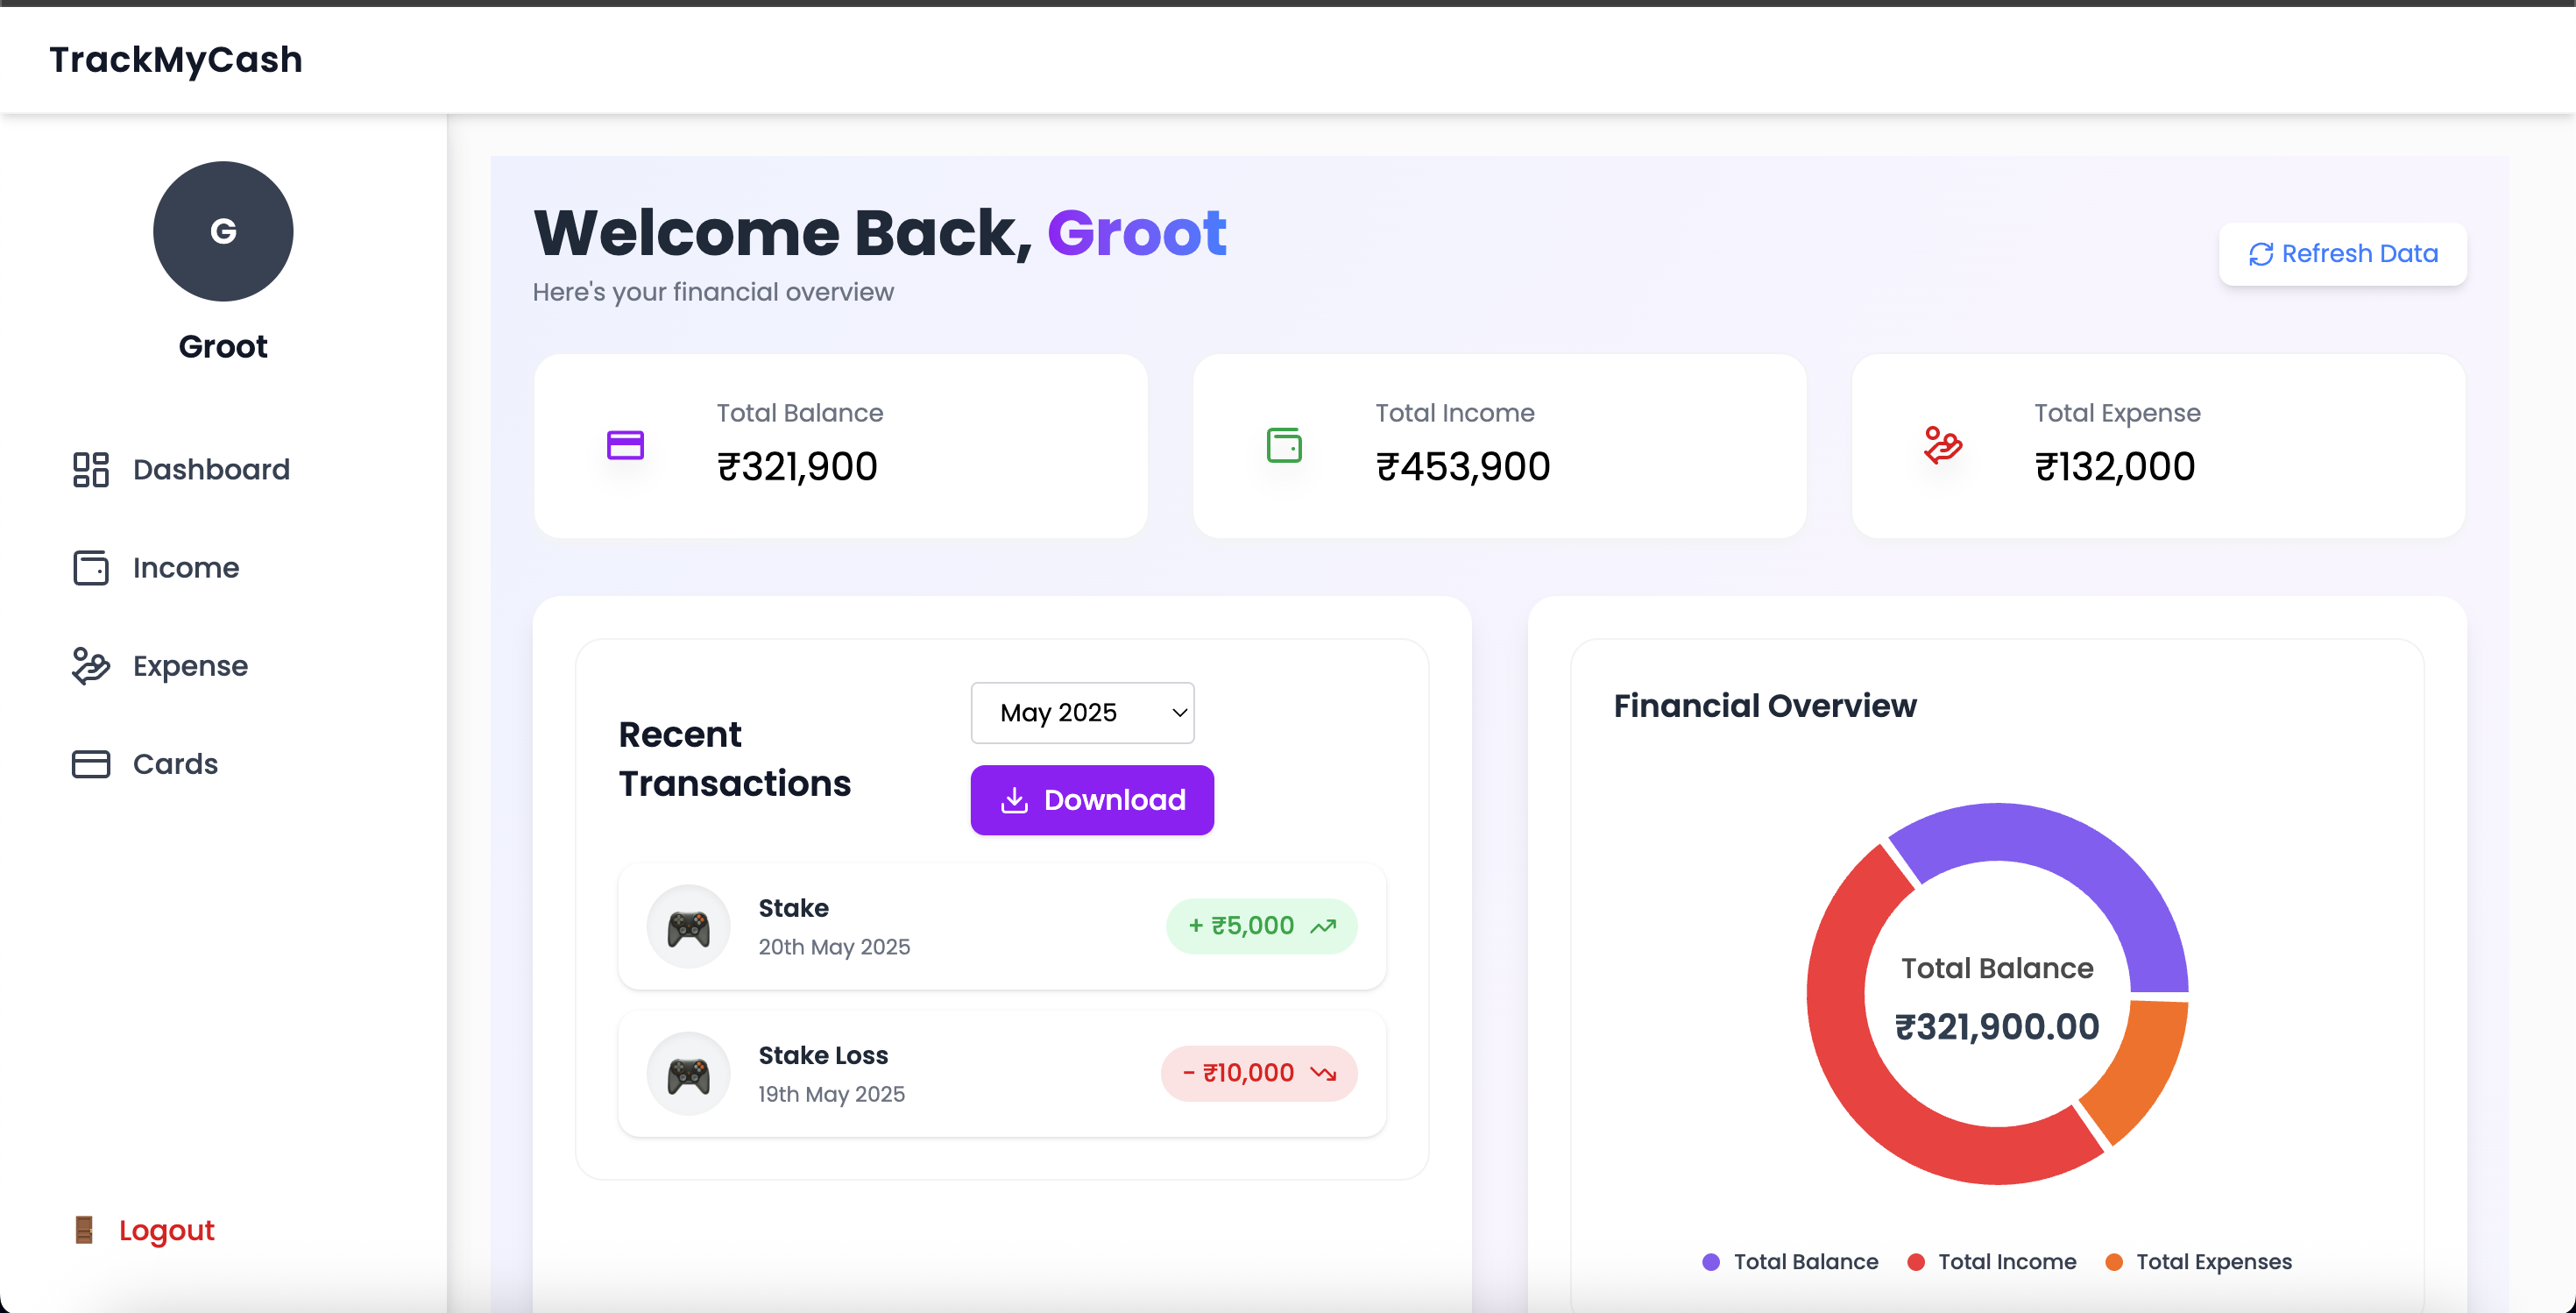 TrackMyCash
G
Groot
Dashboard
Income
Expense
Cards
Logout
Welcome Back, Groot
Here's your financial overview
Refresh Data
Total Balance
₹321,900
Total Income
₹453,900
Total Expense
₹132,000
Recent
Transactions
May 2025
Download
Stake
20th May 2025
+ ₹5,000
Stake Loss
19th May 2025
- ₹10,000
Financial Overview
Total Balance
₹321,900.00
Total Balance
Total Income
Total Expenses